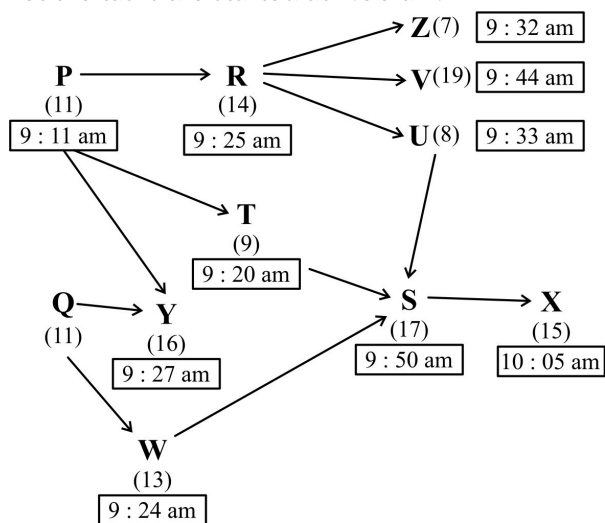 Z(7) 9 : 32 am
P R V(19) 9 : 44 am
(11) (14)
9 : 11 am 9 : 25 am U(8) 9 : 33 am
T
(9)
9 : 20 am
Q Y S X
(11) (16) (17) (15)
9 : 27 am 9 : 50 am 10 : 05 am
W
(13)
9 : 24 am